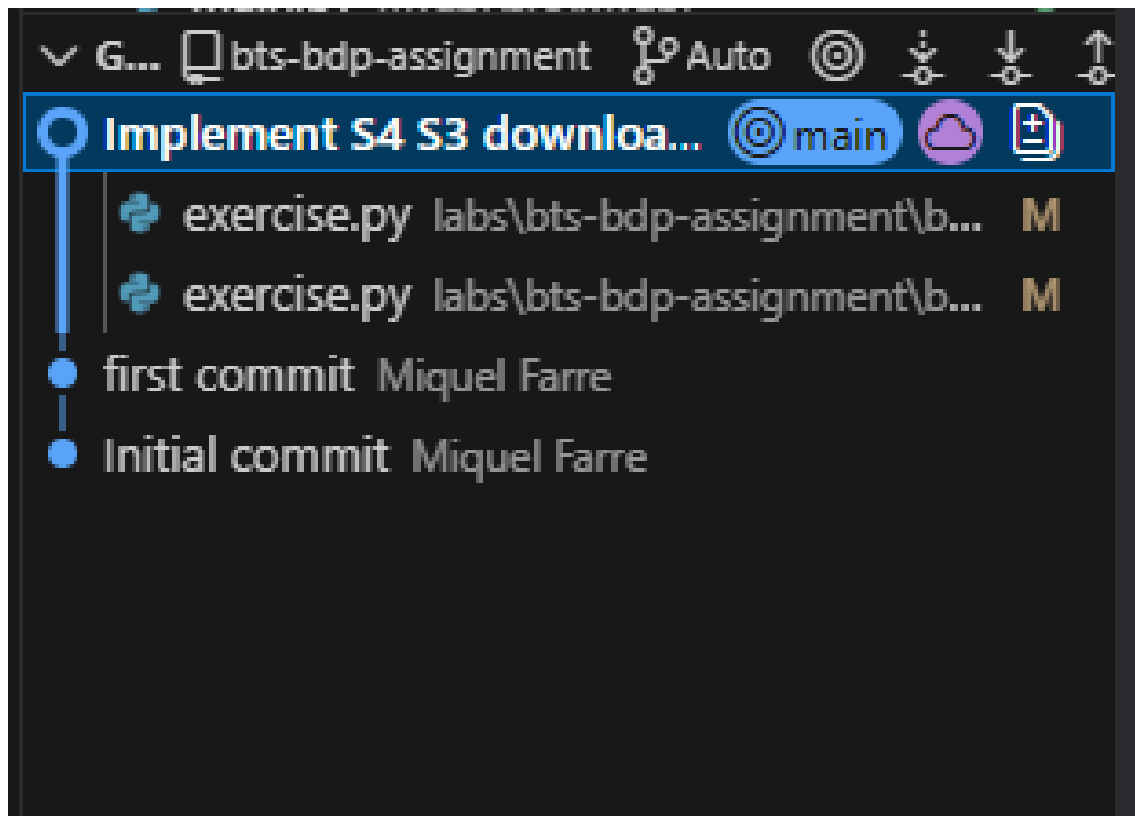 G... bts-bdp-assignment Auto
Implement S4 S3 downloa... main
exercise.py labs\bts-bdp-assignment\b... M
exercise.py labs\bts-bdp-assignment\b... M
first commit Miquel Farre
Initial commit Miquel Farre